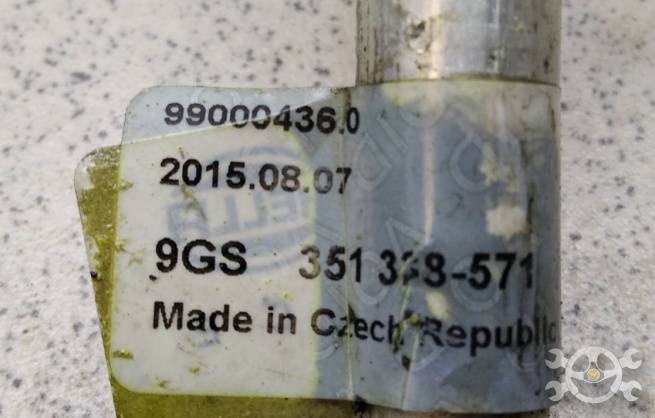 99000436.0
2015.08.07
9GS 351 338-571
Made in Czech Republic